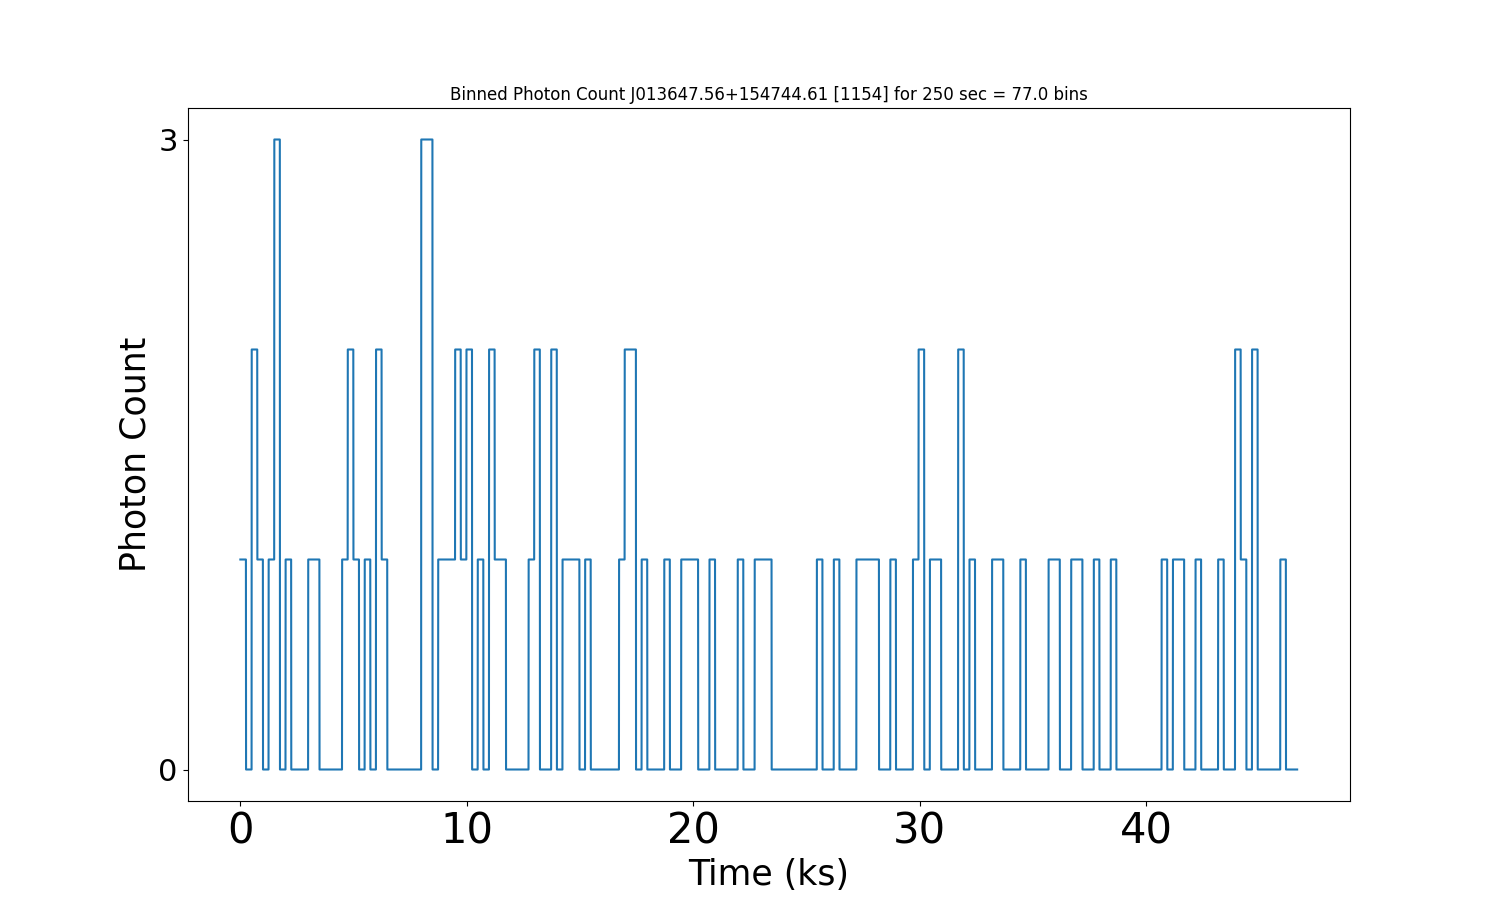 Binned Photon Count J013647.56+154744.61 [1154] for 250 sec = 77.0 bins
3
Photon Count
0
0 10 20 30 40
Time (ks)